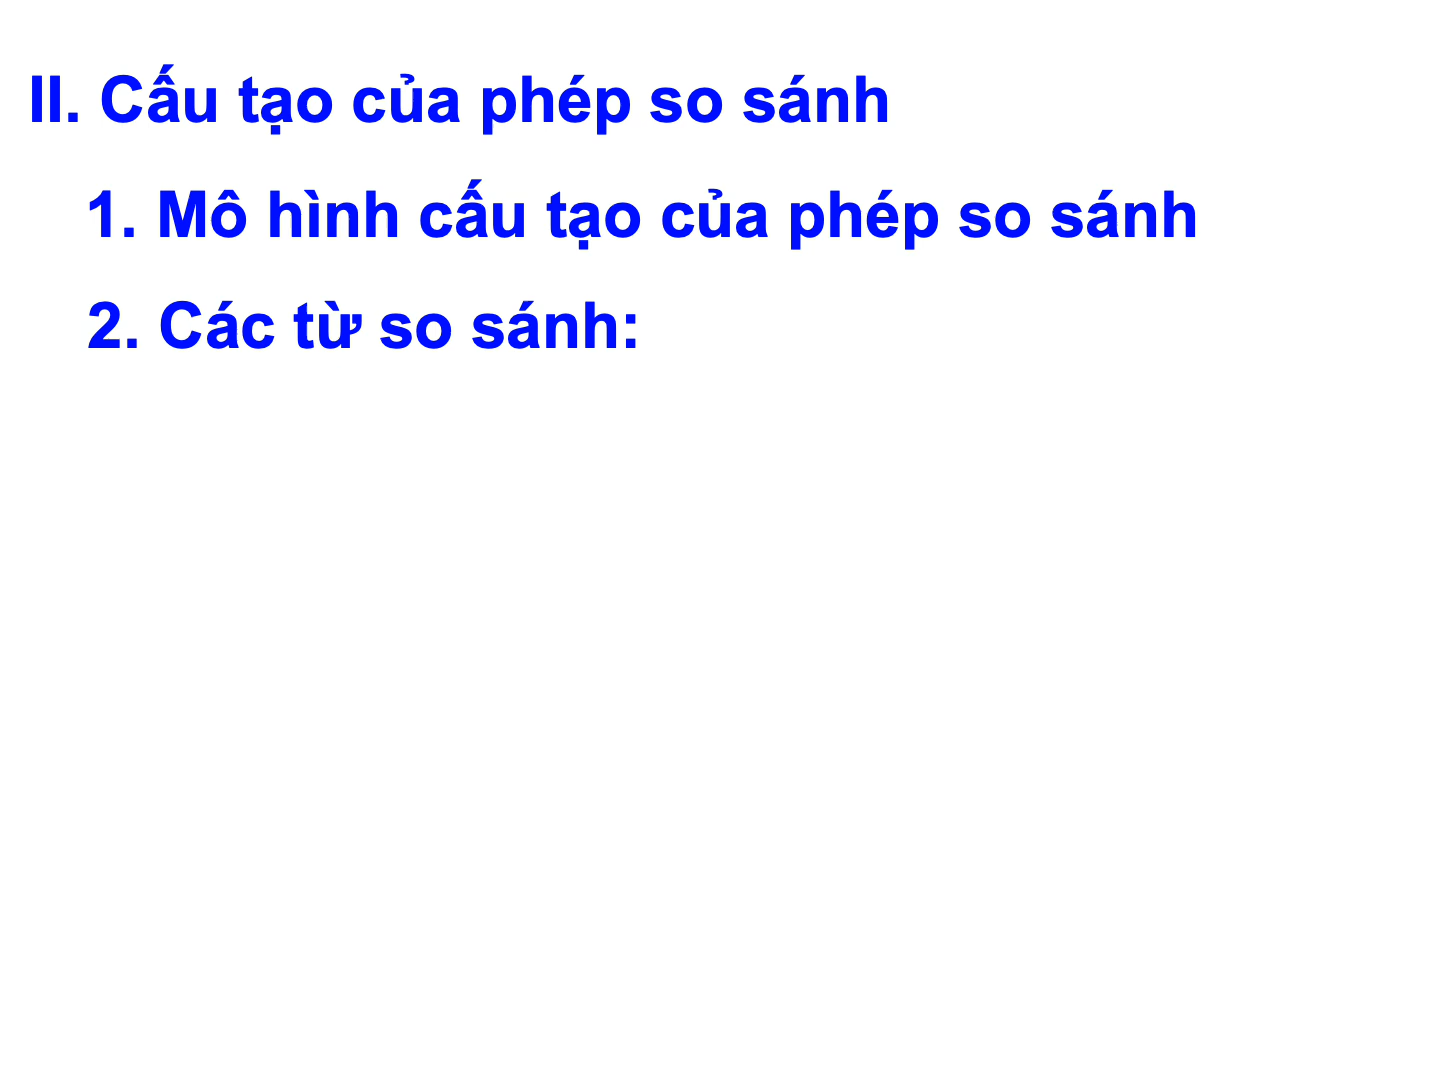 II. Cấu tạo của phép so sánh
1. Mô hình cấu tạo của phép so sánh
2. Các từ so sánh: